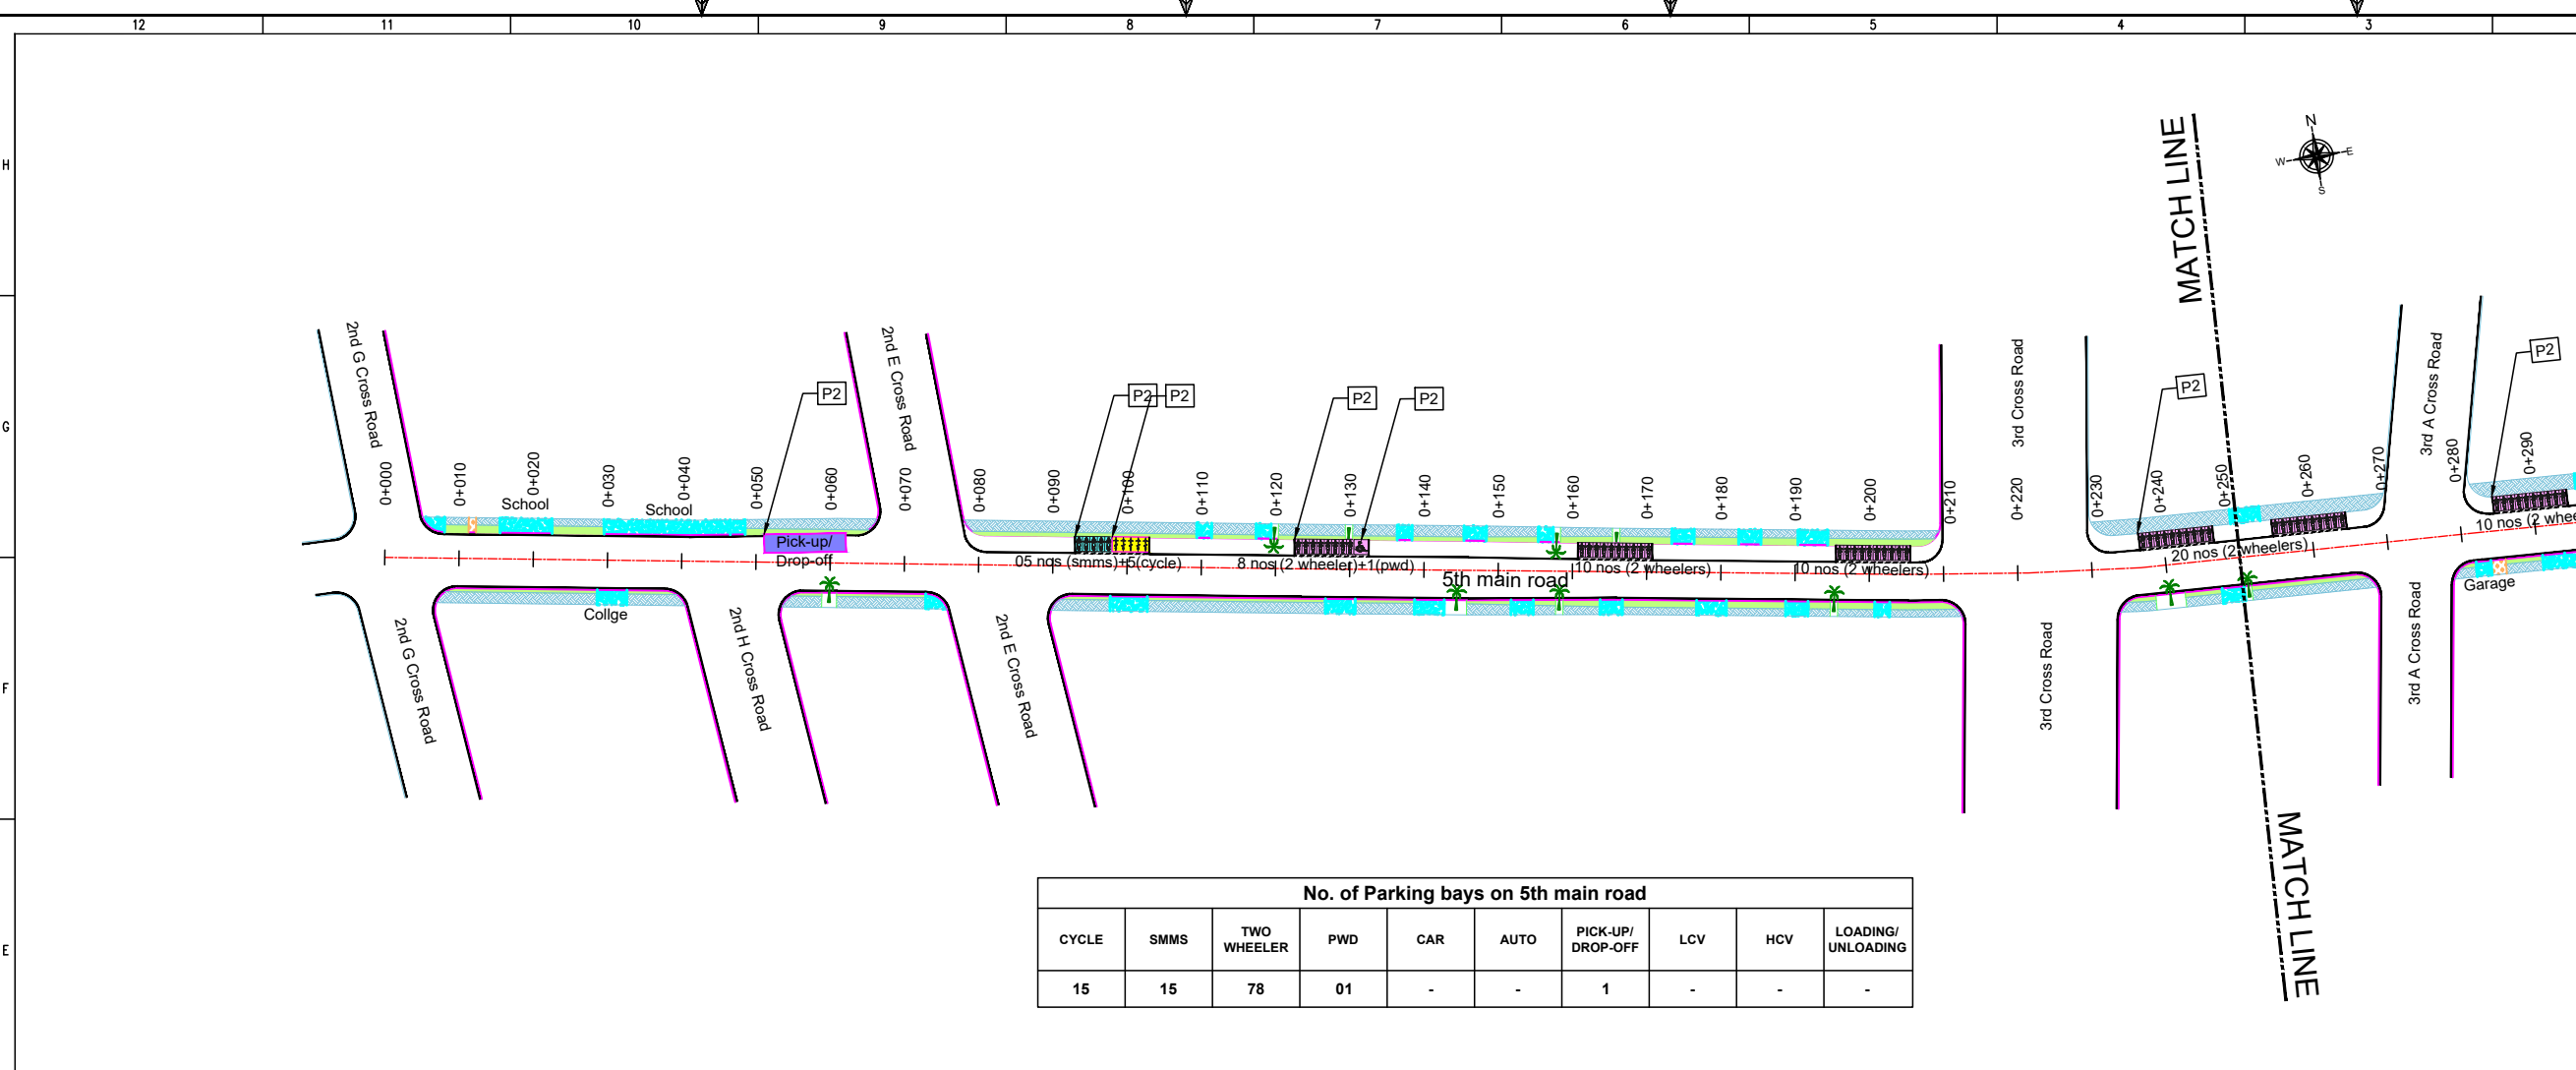 12 11 10 9 8 7 6 5 4 3
H
G
F
E
MATCH LINE
N
W E
S
2nd G Cross Road
2nd E Cross Road
3rd Cross Road
3rd A Cross Road
P2
P2 P2
P2
P2
P2
P2
0+000 0+010 0+020 0+030 0+040 0+050 0+060 0+070 0+080 0+090 0+100 0+110 0+120 0+130 0+140 0+150 0+160 0+170 0+180 0+190 0+200 0+210 0+220 0+230 0+240 0+250 0+260 0+270 0+280 0+290
School
School
Pick-up/
Drop-off
05 nos (smms)+5(cycle)
8 nos (2 wheeler)+1(pwd)
10 nos (2 wheelers)
10 nos (2 wheelers)
20 nos (2 wheelers)
10 nos (2 whee
5th main road
Collge
Garage
2nd G Cross Road
2nd H Cross Road
2nd E Cross Road
3rd Cross Road
3rd A Cross Road
MATCH LINE
No. of Parking bays on 5th main road
CYCLE SMMS TWO WHEELER PWD CAR AUTO PICK-UP/ DROP-OFF LCV HCV LOADING/ UNLOADING
15 15 78 01 - - 1 - - -